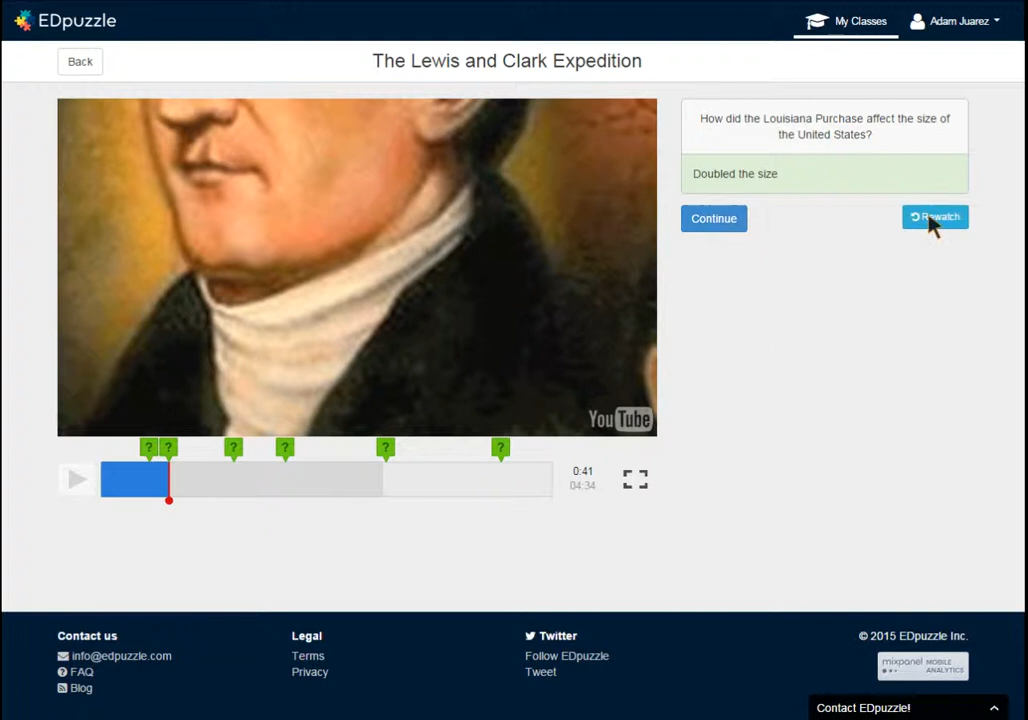 EDpuzzle
My Classes
Adam Juarez
Back
The Lewis and Clark Expedition
How did the Louisiana Purchase affect the size of
the United States?
Doubled the size
Continue
Rewatch
YouTube
? ? ? ? ? ?
0:41
04:34
Contact us
info@edpuzzle.com
FAQ
Blog
Legal
Terms
Privacy
Twitter
Follow EDpuzzle
Tweet
© 2015 EDpuzzle Inc.
mixpanel MOBILE
ANALYTICS
Contact EDpuzzle!